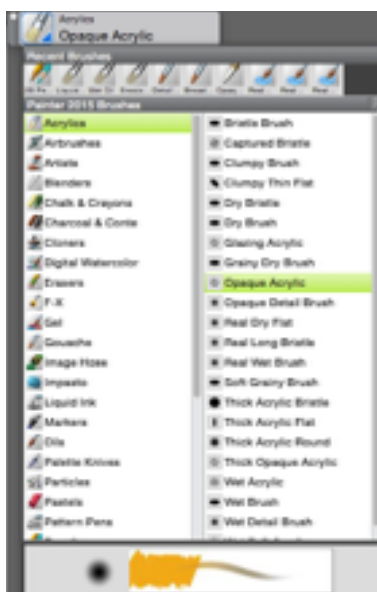 Acrylics
Opaque Acrylic
Recent Brushes
Painter 2015 Brushes
Acrylics
Airbrushes
Artists
Blenders
Chalk & Crayons
Charcoal & Conte
Cloners
Digital Watercolor
Erasers
F-X
Gel
Gouache
Image Hose
Impasto
Liquid Ink
Markers
Oils
Palette Knives
Particles
Pastels
Pattern Pens
Bristle Brush
Captured Bristle
Clumpy Brush
Clumpy Thin Flat
Dry Bristle
Dry Brush
Glazing Acrylic
Grainy Dry Brush
Opaque Acrylic
Opaque Detail Brush
Real Dry Flat
Real Long Bristle
Real Wet Brush
Soft Grainy Brush
Thick Acrylic Bristle
Thick Acrylic Flat
Thick Acrylic Round
Thick Opaque Acrylic
Wet Acrylic
Wet Brush
Wet Detail Brush